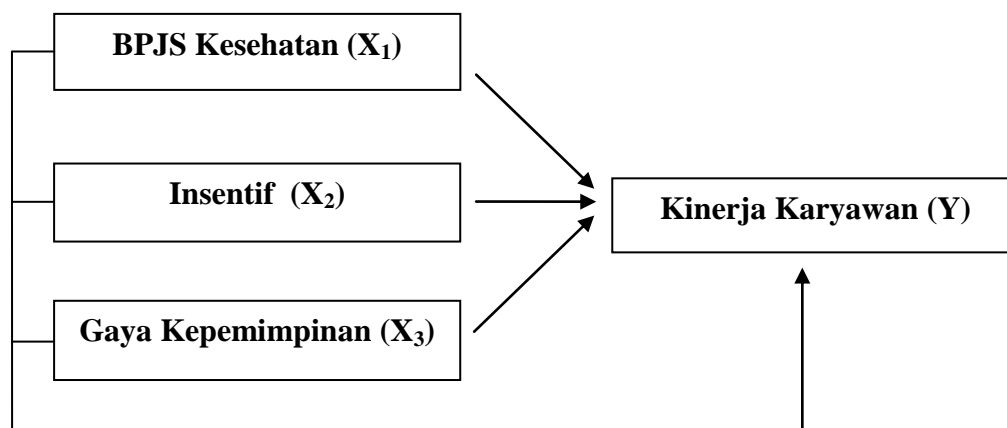 BPJS Kesehatan (X₁)
Insentif (X₂)
Kinerja Karyawan (Y)
Gaya Kepemimpinan (X₃)